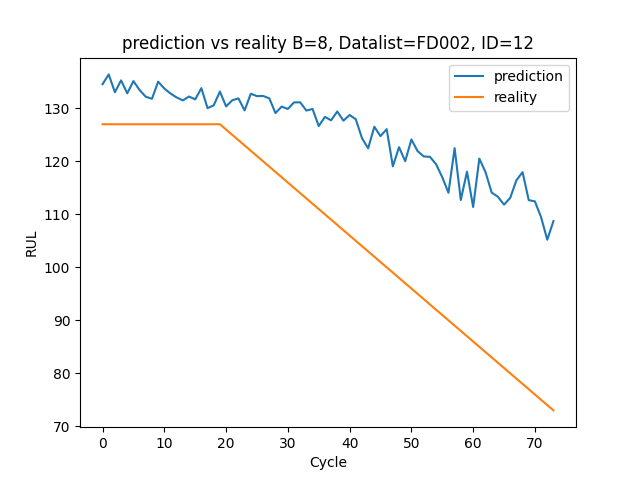 prediction vs reality B=8, Datalist=FD002, ID=12
prediction
reality
130
120
110
100
90
80
70
RUL
0 10 20 30 40 50 60 70
Cycle